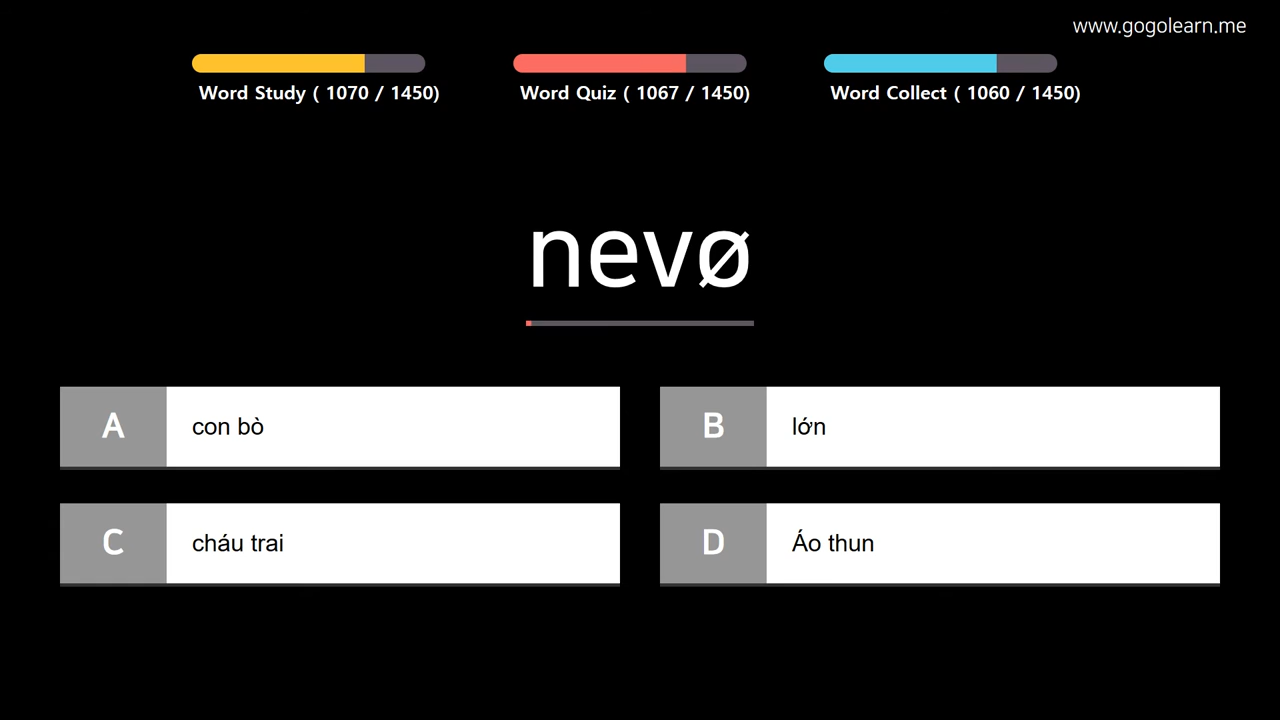 www.gogolearn.me
Word Study ( 1070 / 1450)
Word Quiz ( 1067 / 1450)
Word Collect ( 1060 / 1450)
nevø
A con bò
B lớn
C cháu trai
D Áo thun